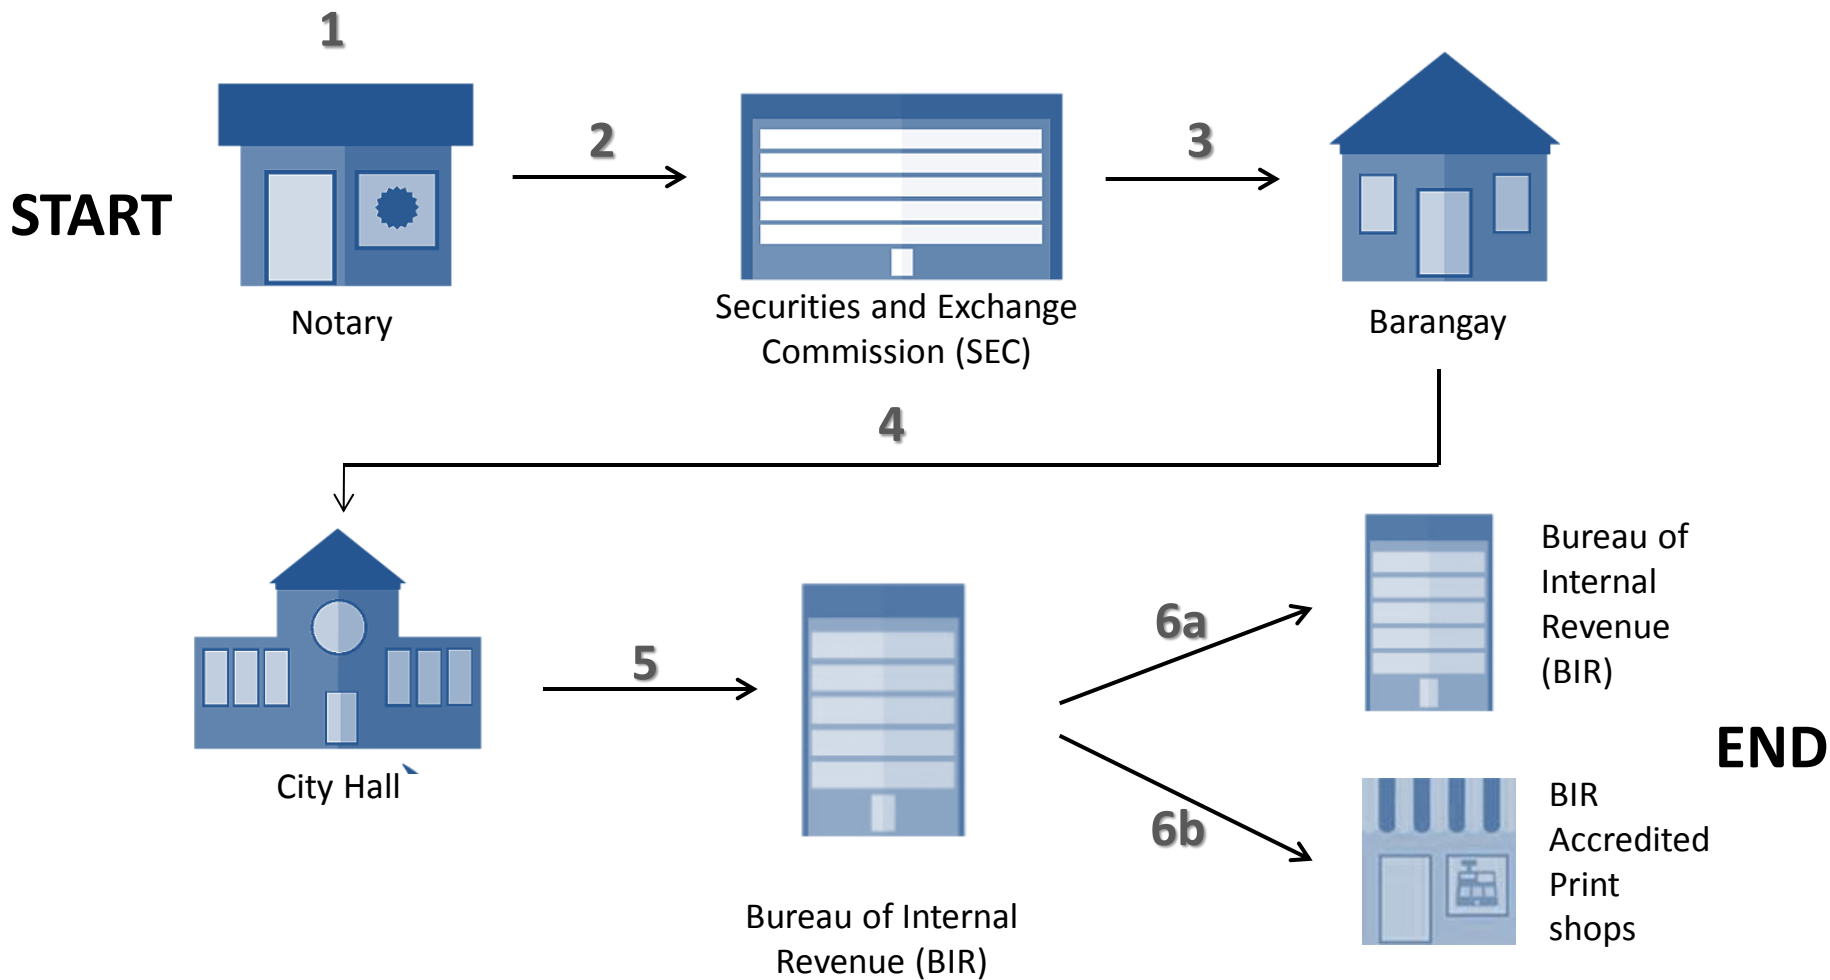 1
2
3
START
Notary
Securities and Exchange
Commission (SEC)
Barangay
4
5
6a
6b
City Hall
Bureau of Internal
Revenue (BIR)
Bureau of
Internal
Revenue
(BIR)
END
BIR
Accredited
Print
shops